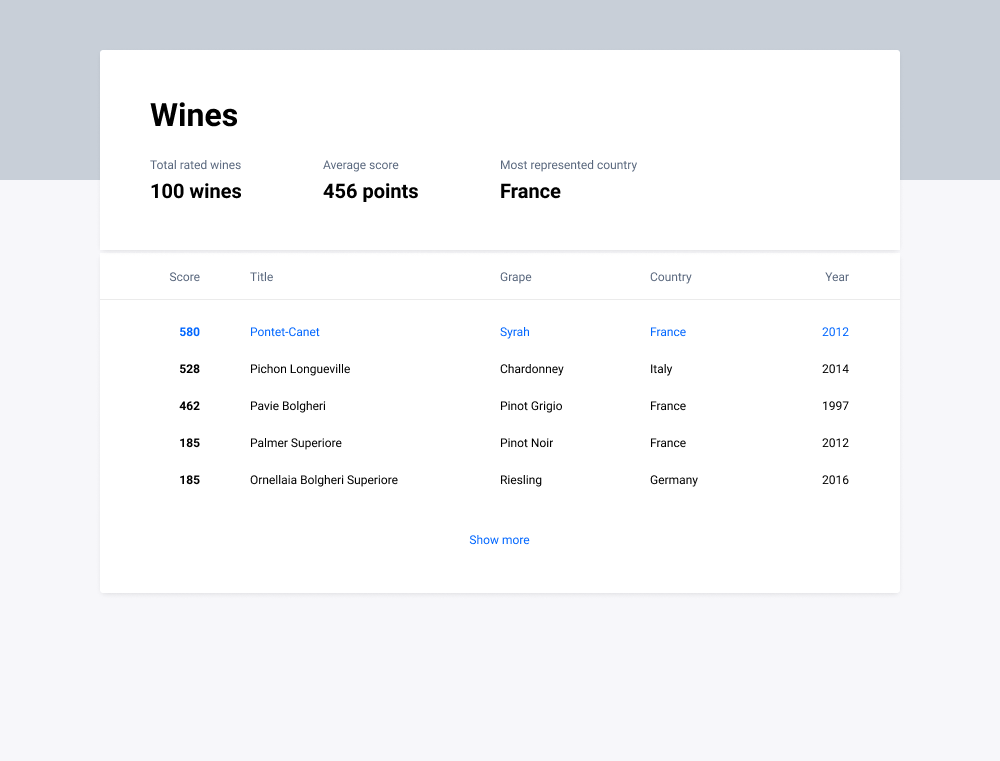 Wines
Total rated wines Average score Most represented country
100 wines 456 points France
Score Title Grape Country Year
580 Pontet-Canet Syrah France 2012
528 Pichon Longueville Chardonney Italy 2014
462 Pavie Bolgheri Pinot Grigio France 1997
185 Palmer Superiore Pinot Noir France 2012
185 Ornellaia Bolgheri Superiore Riesling Germany 2016
Show more